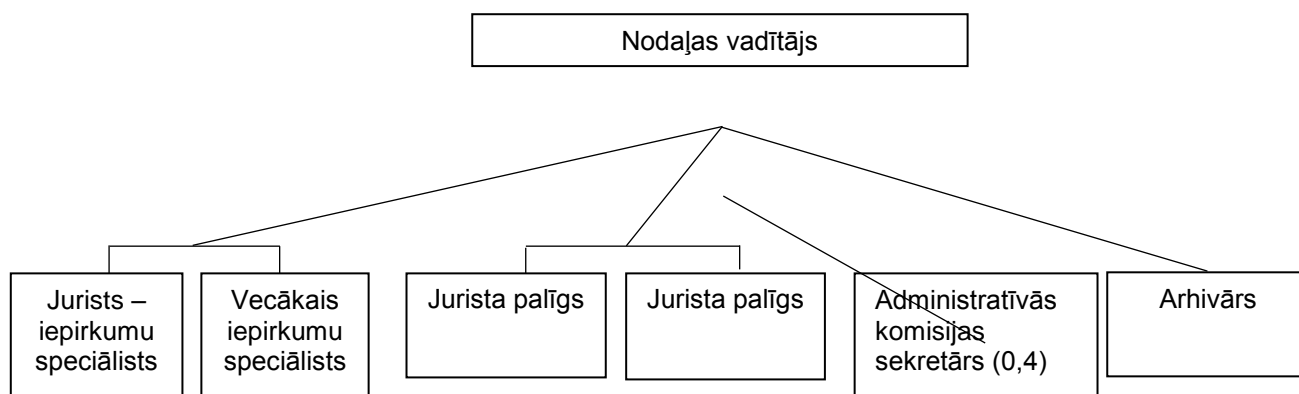 Nodaļas vadītājs
Jurists –
iepirkumu
speciālists
Vecākais
iepirkumu
speciālists
Jurista palīgs
Jurista palīgs
Administratīvās
komisijas
sekretārs (0,4)
Arhivārs